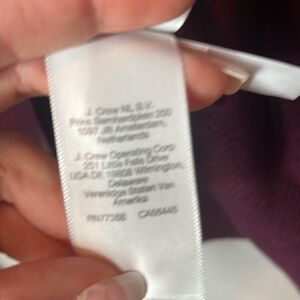 J. Crew NL B.V.
Prins Bernhardplein 200
1097 JB Amsterdam,
Netherlands
J. Crew Operating Corp
251 Little Falls Drive
USA DE 19808 Wilmington,
Delaware
Verenigde Staten Van
Amerika
RN77388 CA56445